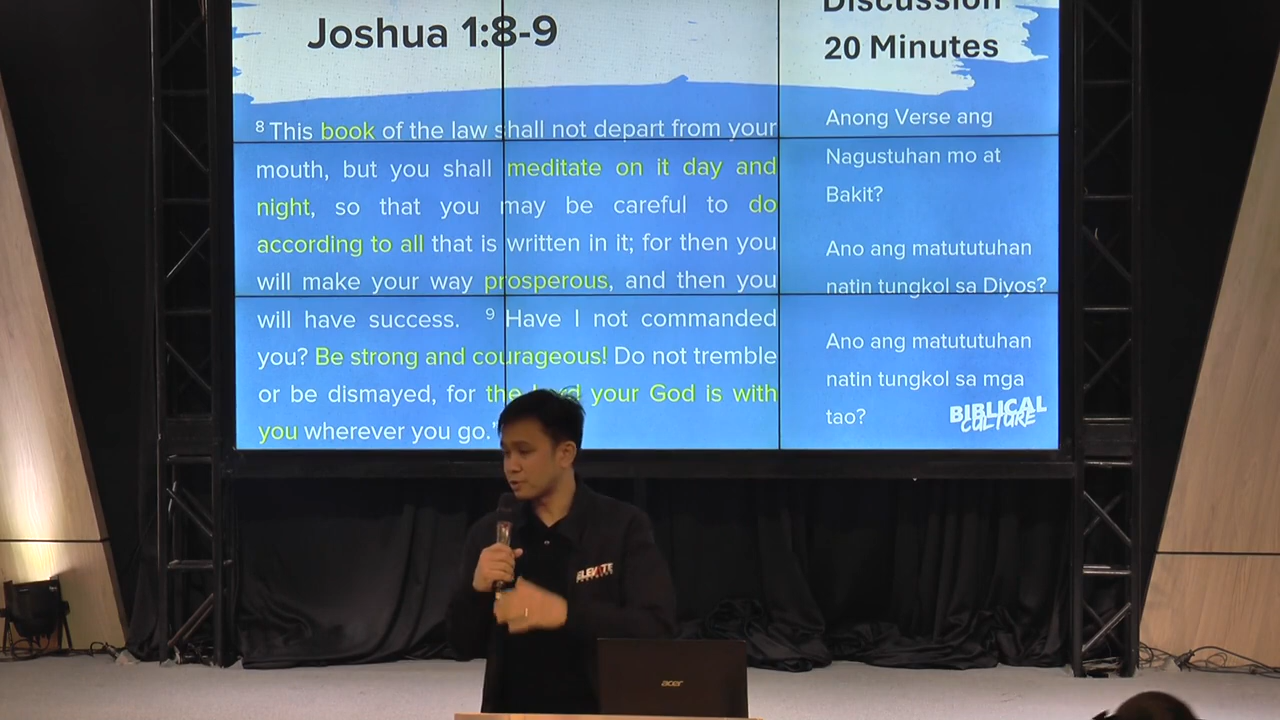 Joshua 1:8-9
8 This book of the law shall not depart from your
mouth, but you shall meditate on it day and
night, so that you may be careful to do
according to all that is written in it; for then you
will make your way prosperous, and then you
will have success. 9 Have I not commanded
you? Be strong and courageous! Do not tremble
or be dismayed, for the Lord your God is with
you wherever you go."
Discussion
20 Minutes
Anong Verse ang
Nagustuhan mo at
Bakit?
Ano ang matututuhan
natin tungkol sa Diyos?
Ano ang matututuhan
natin tungkol sa mga
tao?
BIBLICAL
CULTURE
ELEVATE
acer